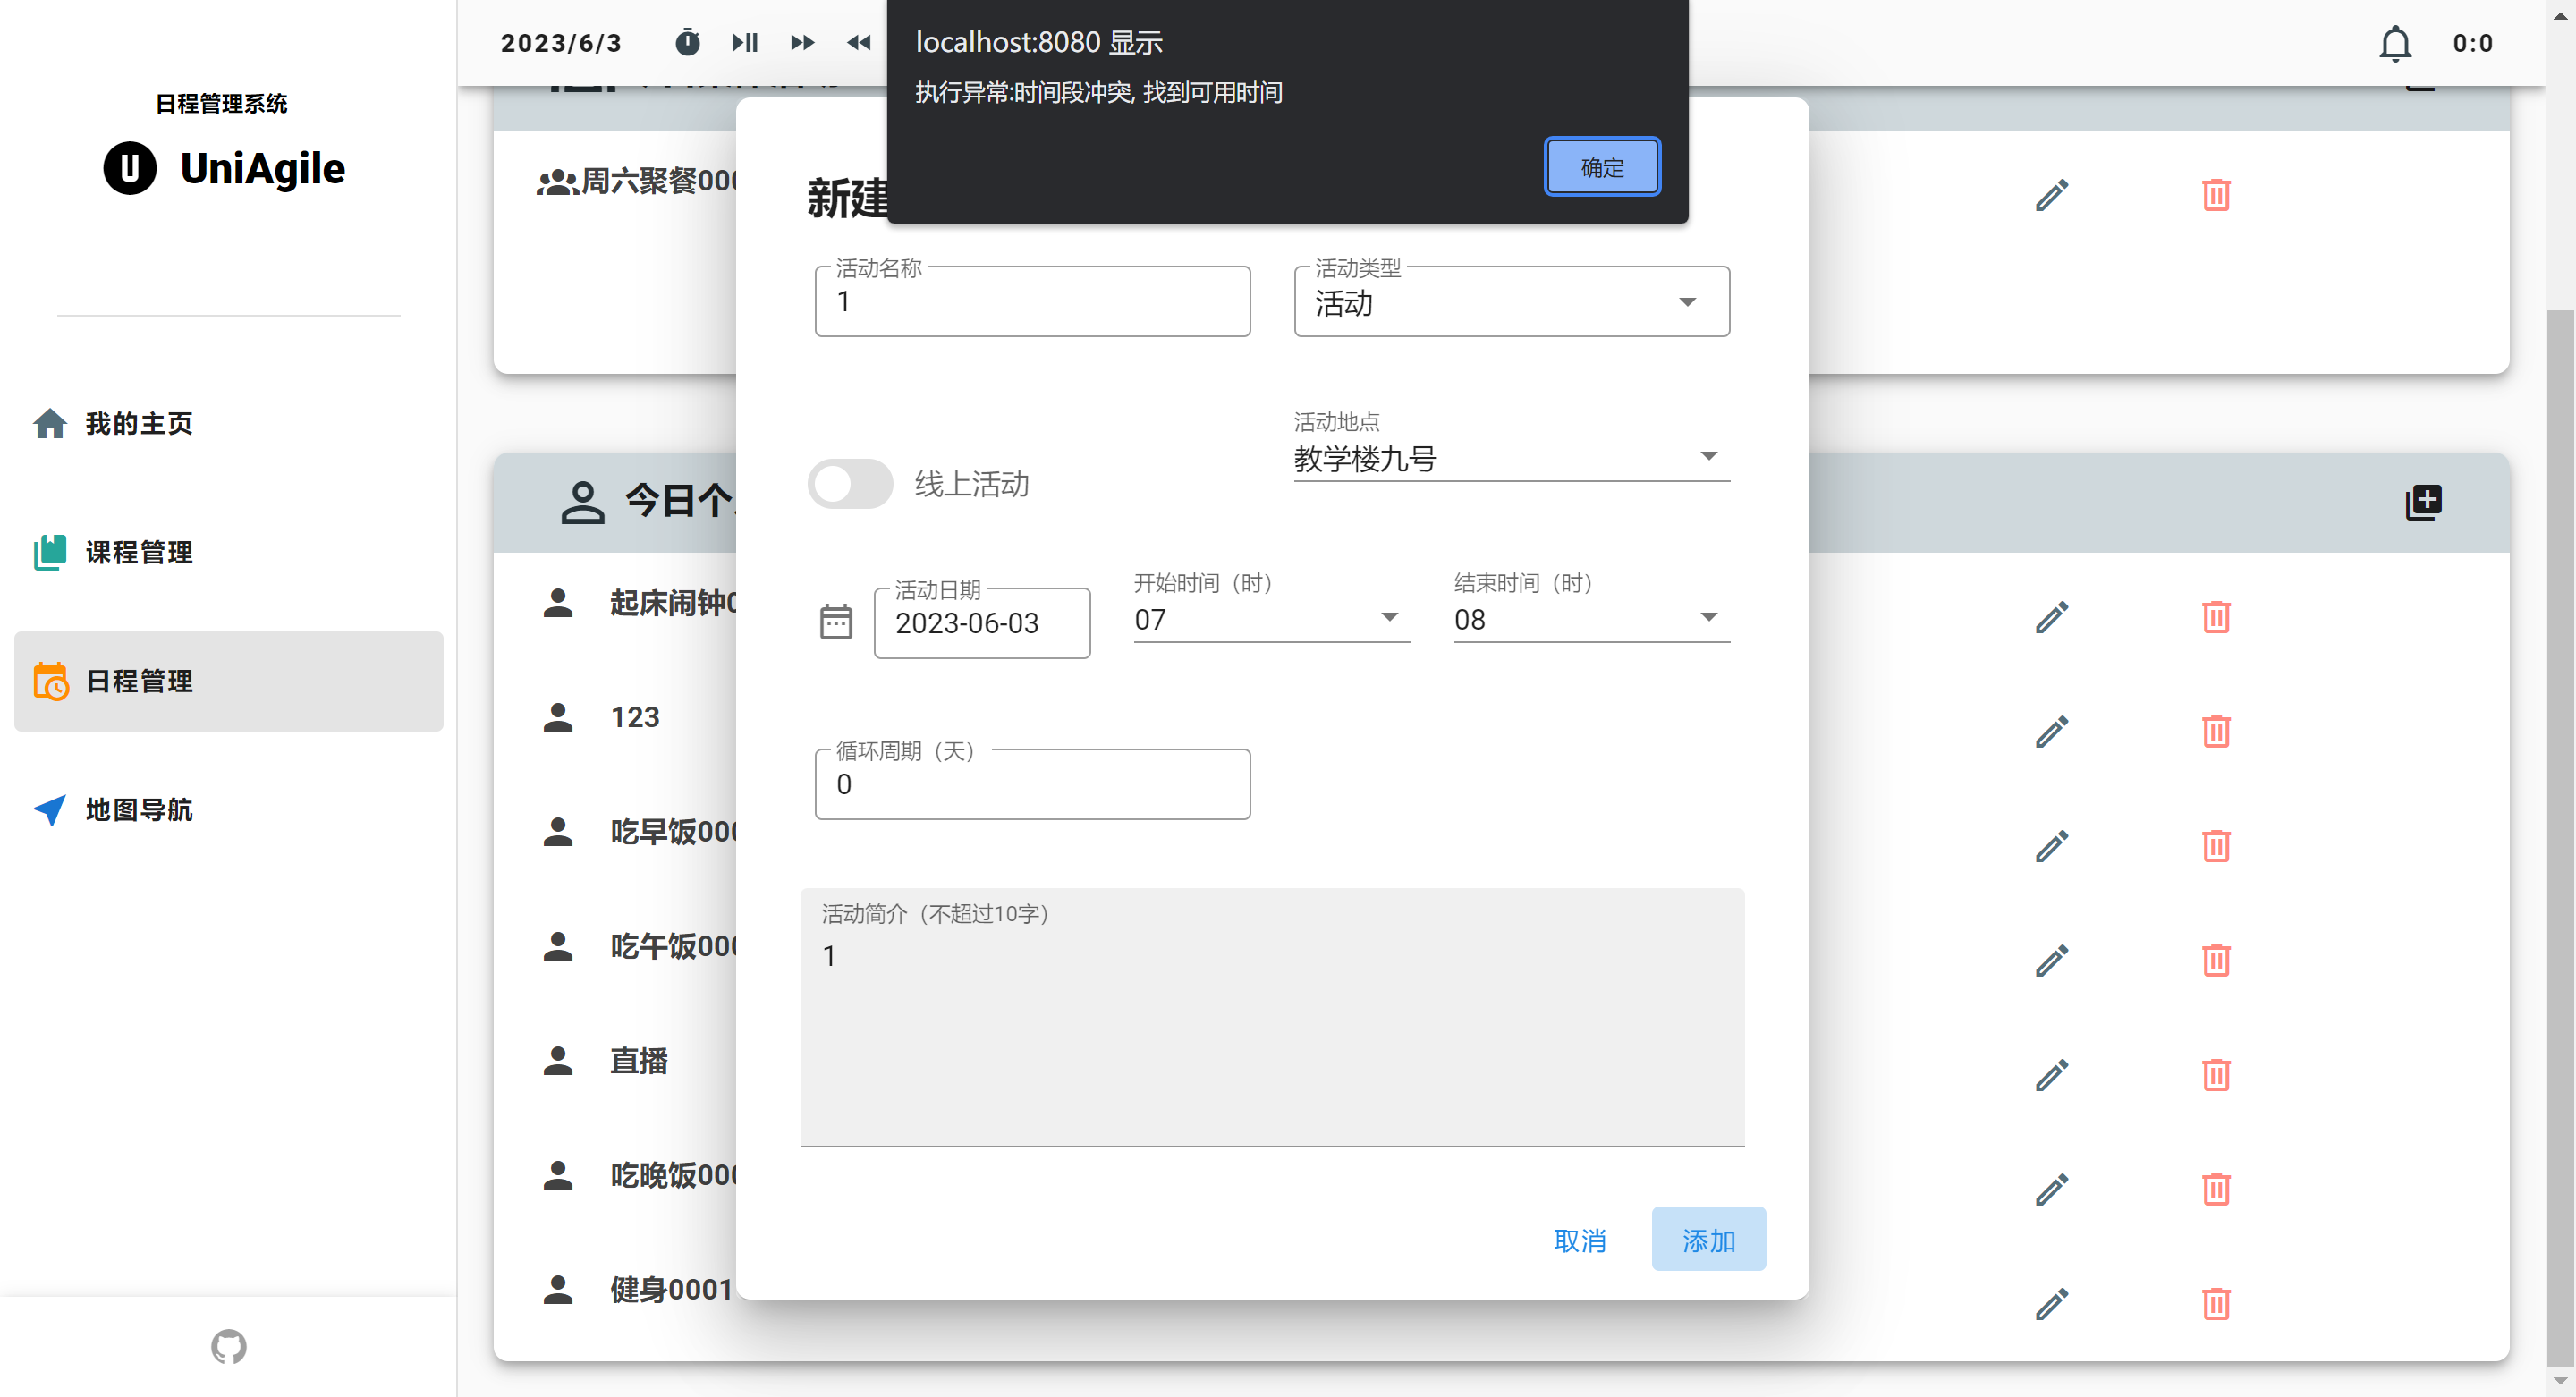 日程管理系统
U UniAgile
我的主页
课程管理
日程管理
地图导航
2023/6/3
0:0
localhost:8080 显示
执行异常:时间段冲突, 找到可用时间
确定
周六聚餐000
新建
活动名称
1
活动类型
活动
线上活动
活动地点
教学楼九号
活动日期
2023-06-03
开始时间（时）
07
结束时间（时）
08
循环周期（天）
0
活动简介（不超过10字）
1
取消
添加
今日个
起床闹钟0
123
吃早饭000
吃午饭000
直播
吃晚饭000
健身0001